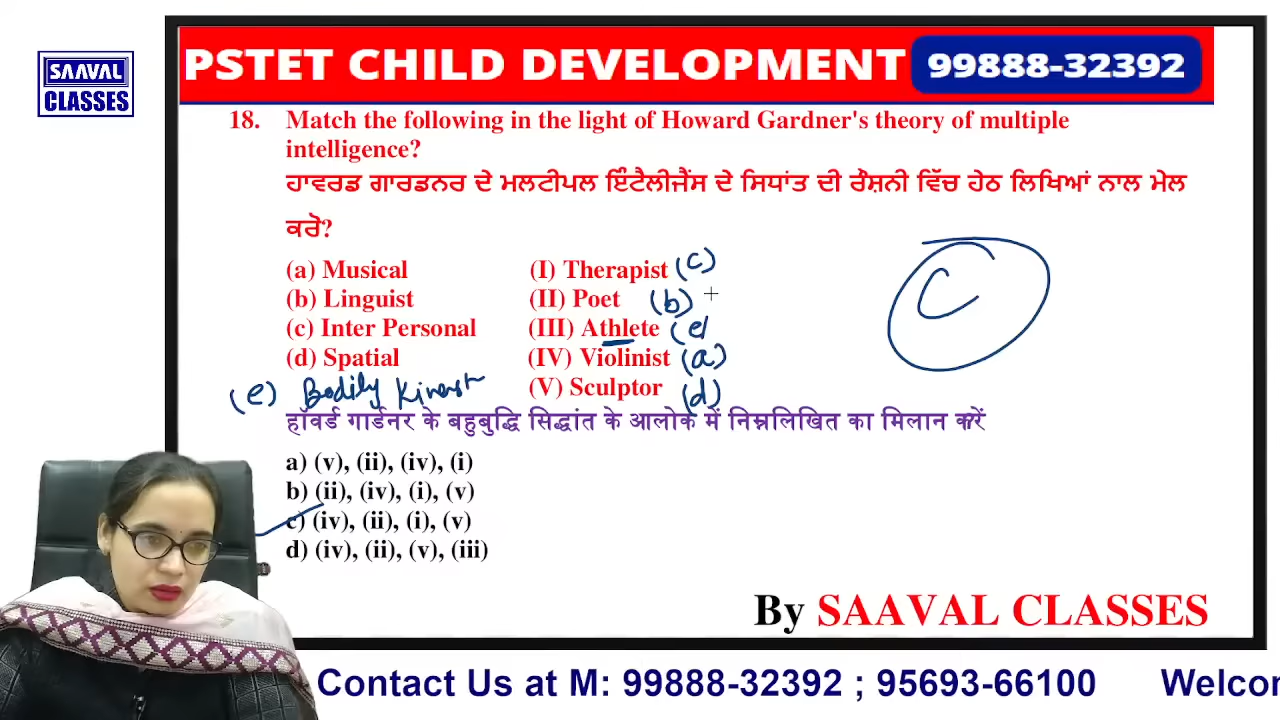 SAAVAL
CLASSES
PSTET CHILD DEVELOPMENT 99888-32392
18. Match the following in the light of Howard Gardner's theory of multiple
intelligence?
ਹਾਵਰਡ ਗਾਰਡਨਰ ਦੇ ਮਲਟੀਪਲ ਇੰਟੈਲੀਜੈਂਸ ਦੇ ਸਿਧਾਂਤ ਦੀ ਰੌਸ਼ਨੀ ਵਿੱਚ ਹੇਠ ਲਿਖਿਆਂ ਨਾਲ ਮੇਲ
ਕਰੋ?
(a) Musical (I) Therapist (c)
(b) Linguist (II) Poet (b)
(c) Inter Personal (III) Athlete (e)
(d) Spatial (IV) Violinist (a)
(e) Bodily (V) Sculptor (d)
C
हॉवर्ड गार्डनर के बहुबुद्धि सिद्धांत के आलोक में निम्नलिखित का मिलान करें
a) (v), (ii), (iv), (i)
b) (ii), (iv), (i), (v)
c) (iv), (ii), (i), (v)
d) (iv), (ii), (v), (iii)
By SAAVAL CLASSES
Contact Us at M: 99888-32392 ; 95693-66100 Welcom